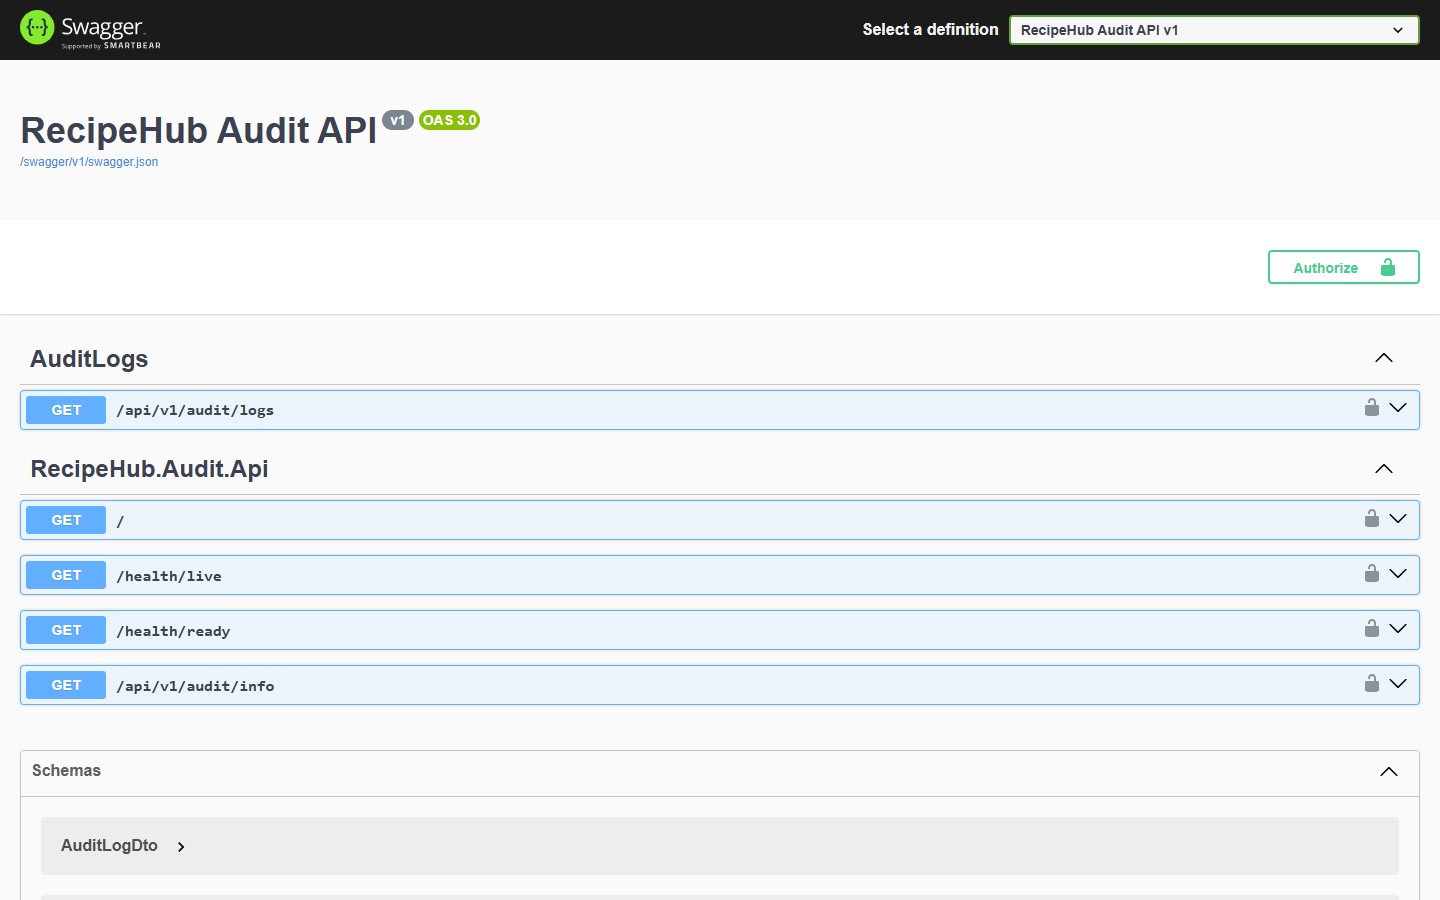 Swagger
Supported by SMARTBEAR
Select a definition
RecipeHub Audit API v1
RecipeHub Audit API v1 OAS 3.0
/swagger/v1/swagger.json
Authorize
AuditLogs
GET /api/v1/audit/logs
RecipeHub.Audit.Api
GET /
GET /health/live
GET /health/ready
GET /api/v1/audit/info
Schemas
AuditLogDto